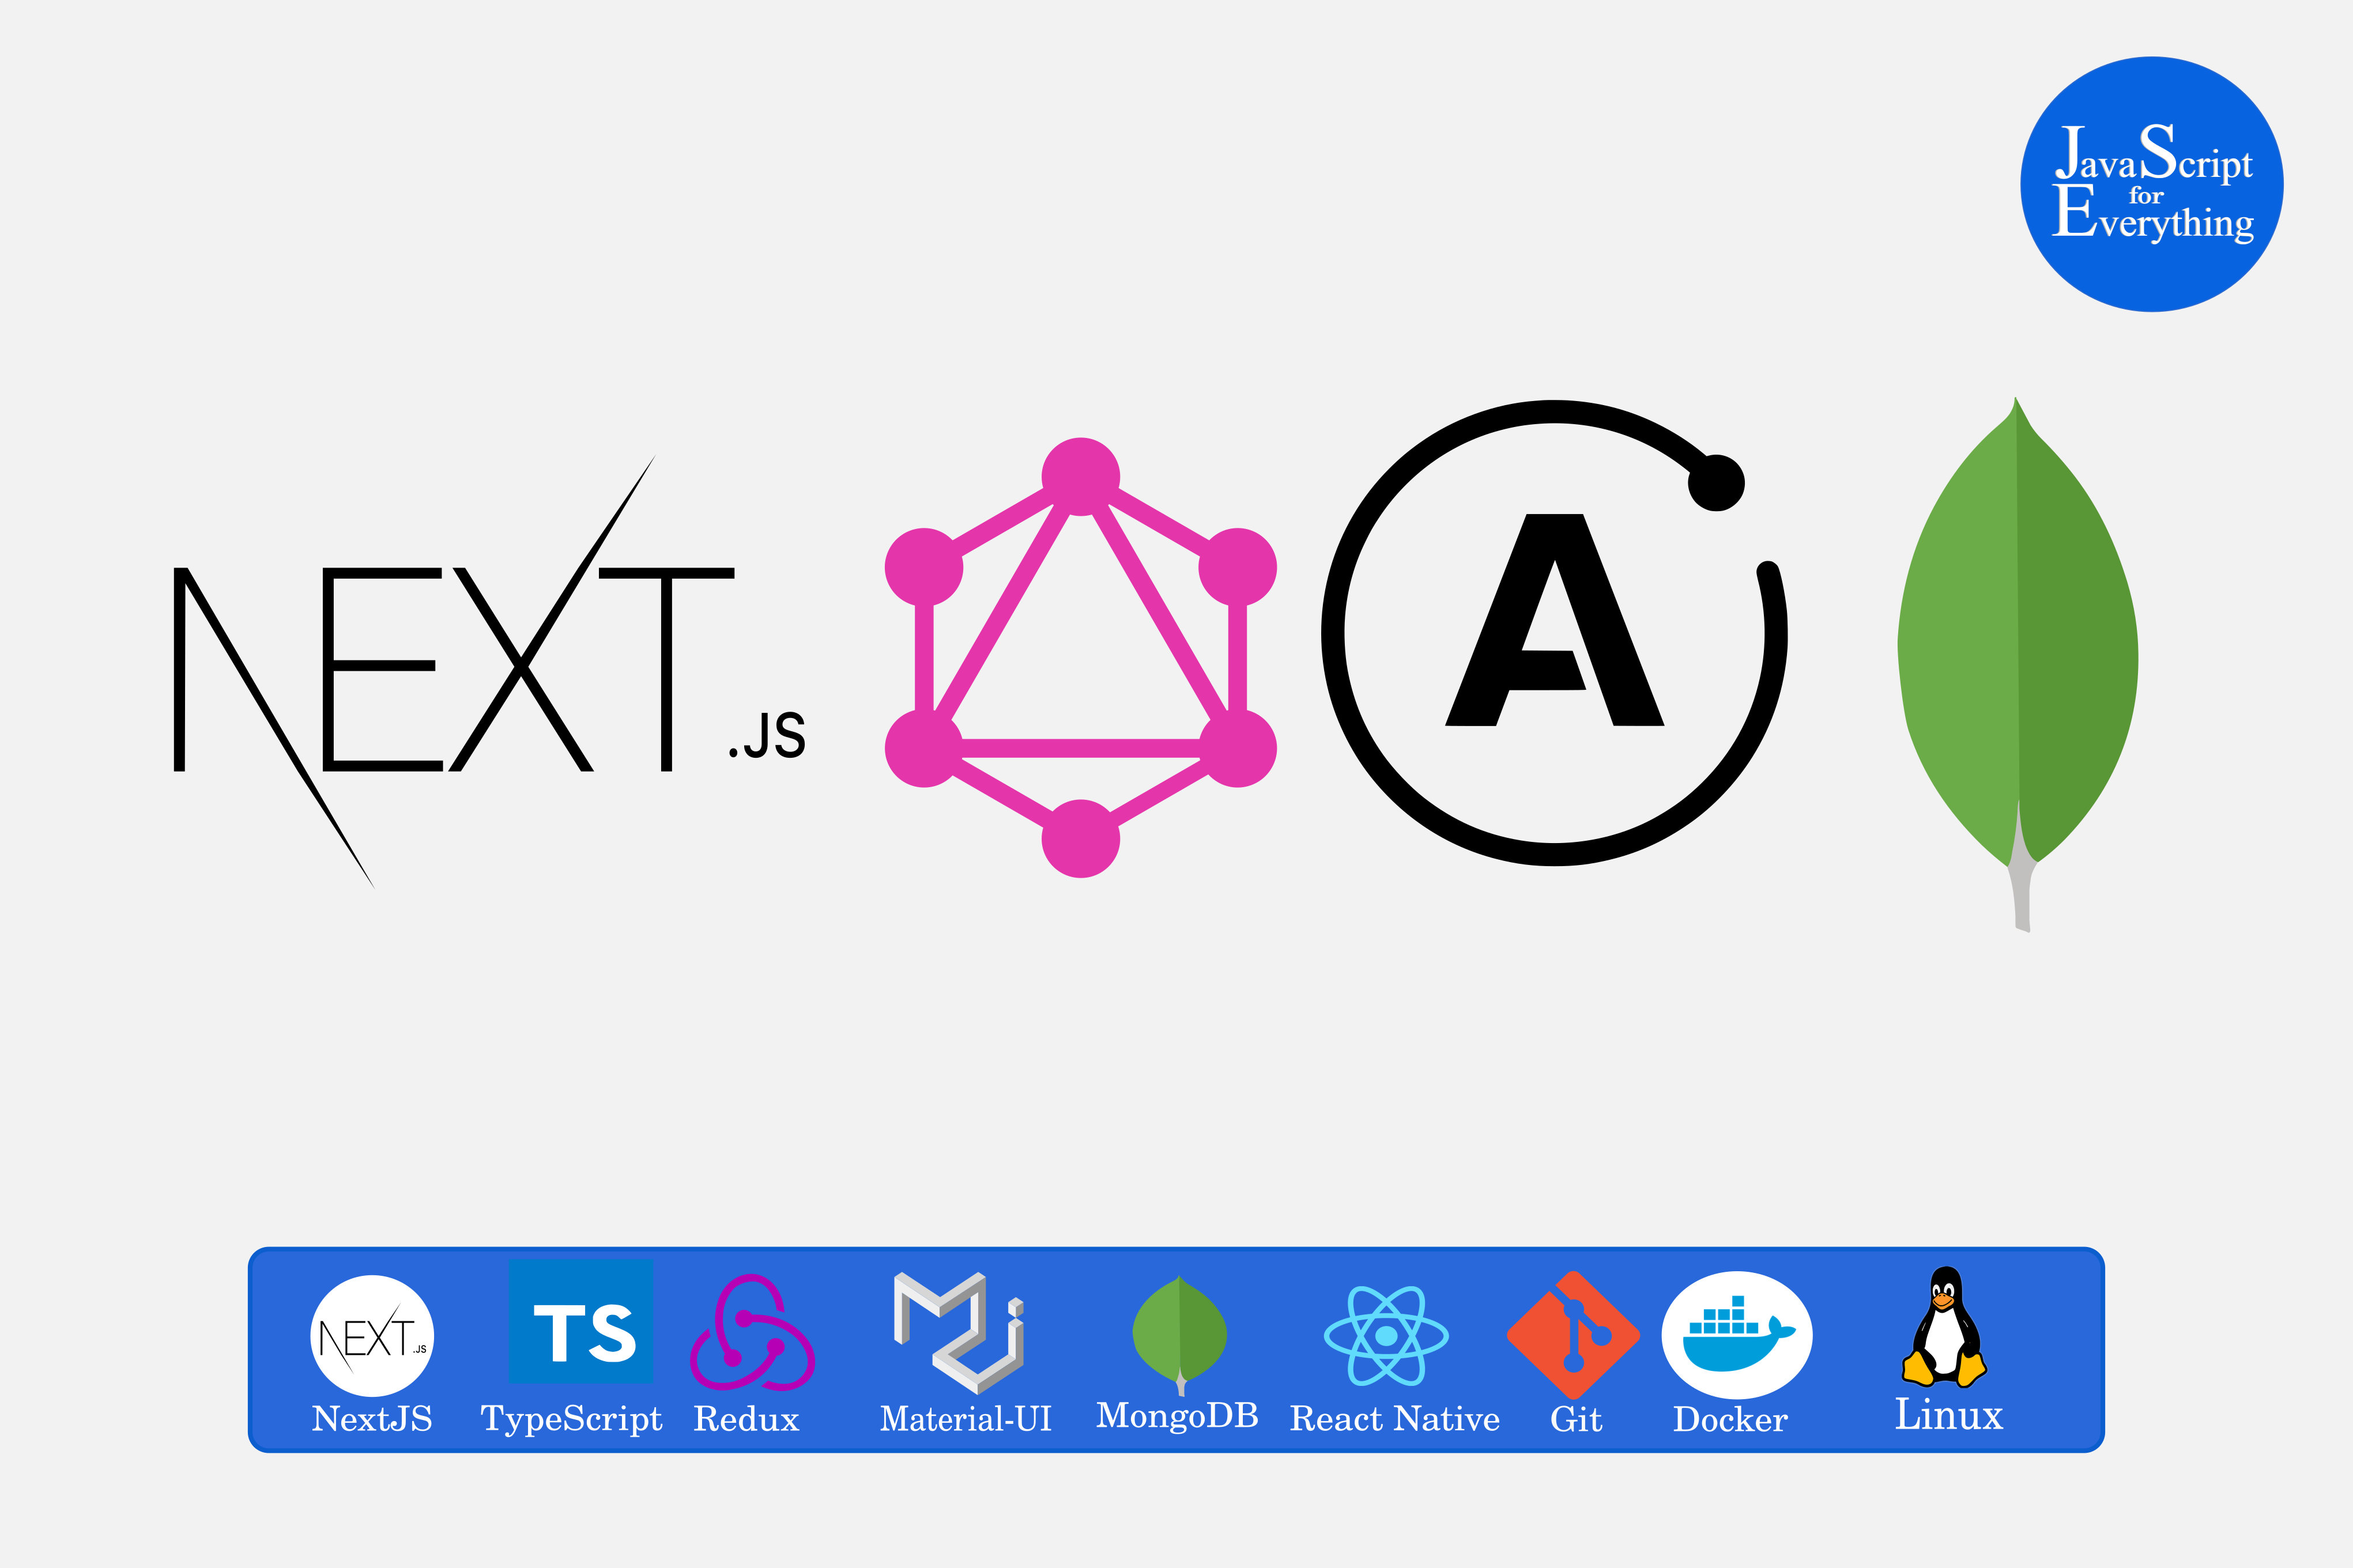 JavaScript
for
Everything
NEXT.JS
A
NEXT.JS
TS
NextJS TypeScript Redux Material-UI MongoDB React Native Git Docker Linux